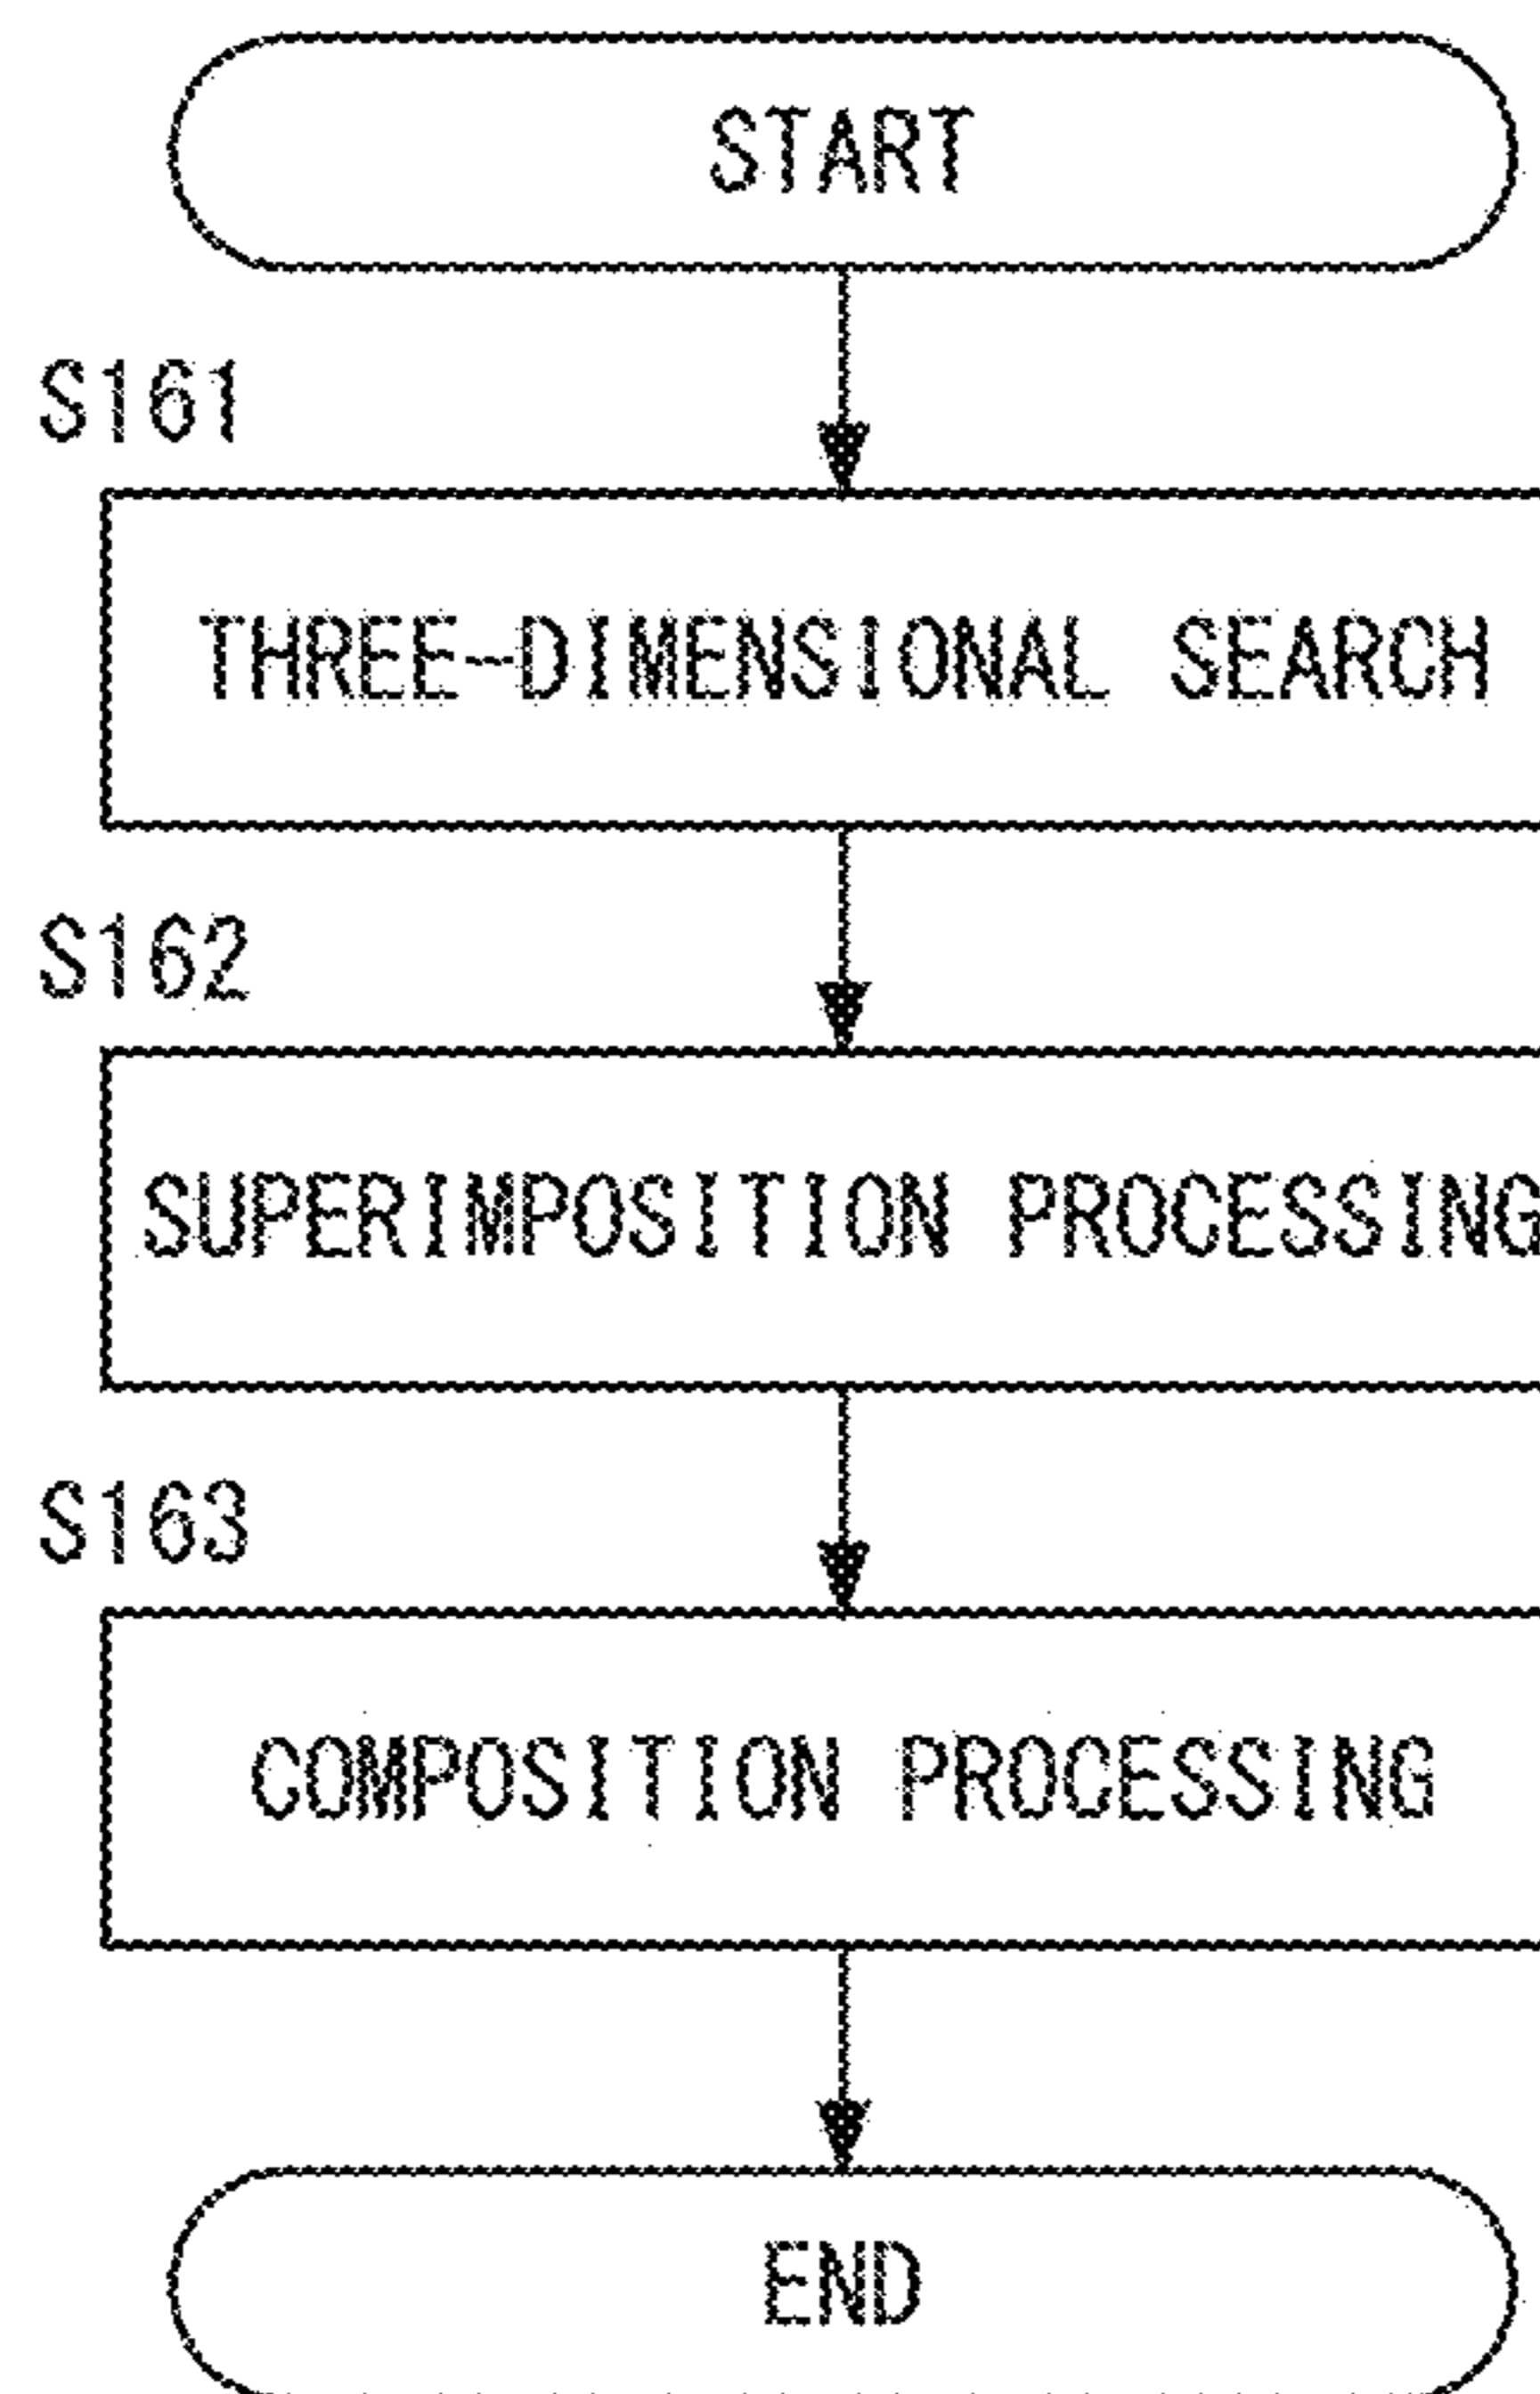 START
S161
THREE-DIMENSIONAL SEARCH
S162
SUPERIMPOSITION PROCESSING
S163
COMPOSITION PROCESSING
END